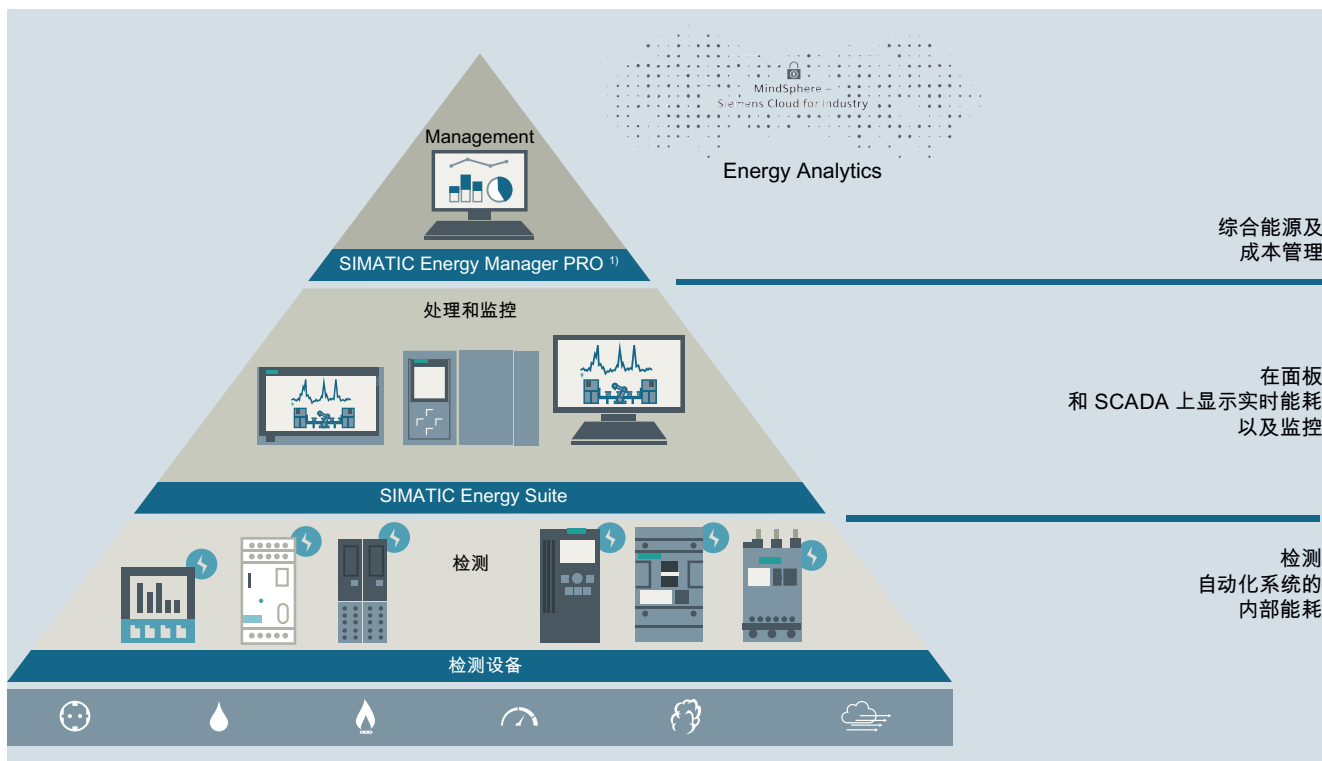 MindSphere –
Siemens Cloud for Industry
Energy Analytics
Management
SIMATIC Energy Manager PRO 1)
综合能源及
成本管理
处理和监控
在面板
和 SCADA 上显示实时能耗
以及监控
SIMATIC Energy Suite
检测
检测
自动化系统的
内部能耗
检测设备